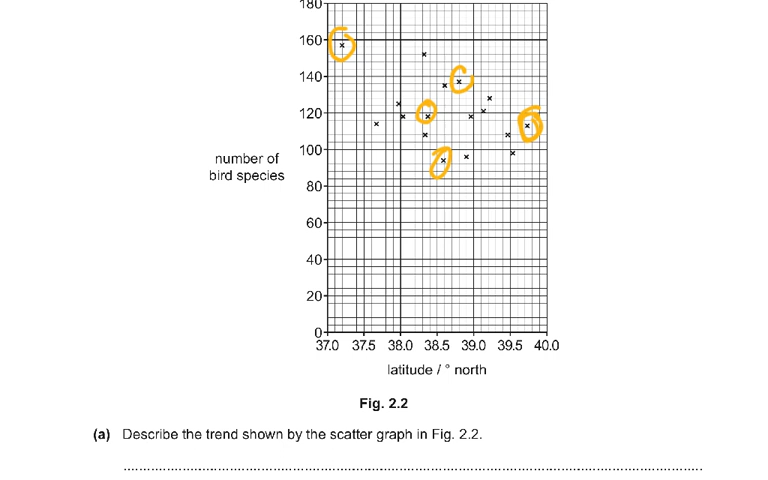 180
160
140
120
100
number of
bird species
80
60
40
20
0
37.0 37.5 38.0 38.5 39.0 39.5 40.0
latitude / ° north
Fig. 2.2
(a) Describe the trend shown by the scatter graph in Fig. 2.2.